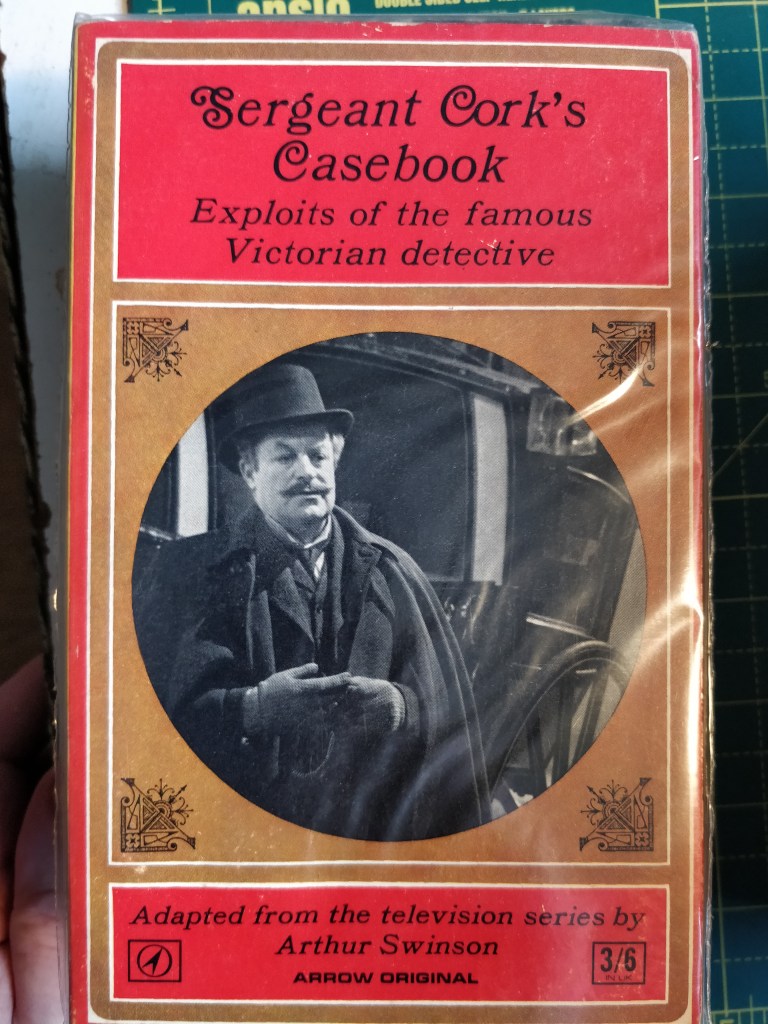 Sergeant Cork's
Casebook
Exploits of the famous
Victorian detective
Adapted from the television series by
Arthur Swinson
ARROW ORIGINAL
3/6
IN U.K.